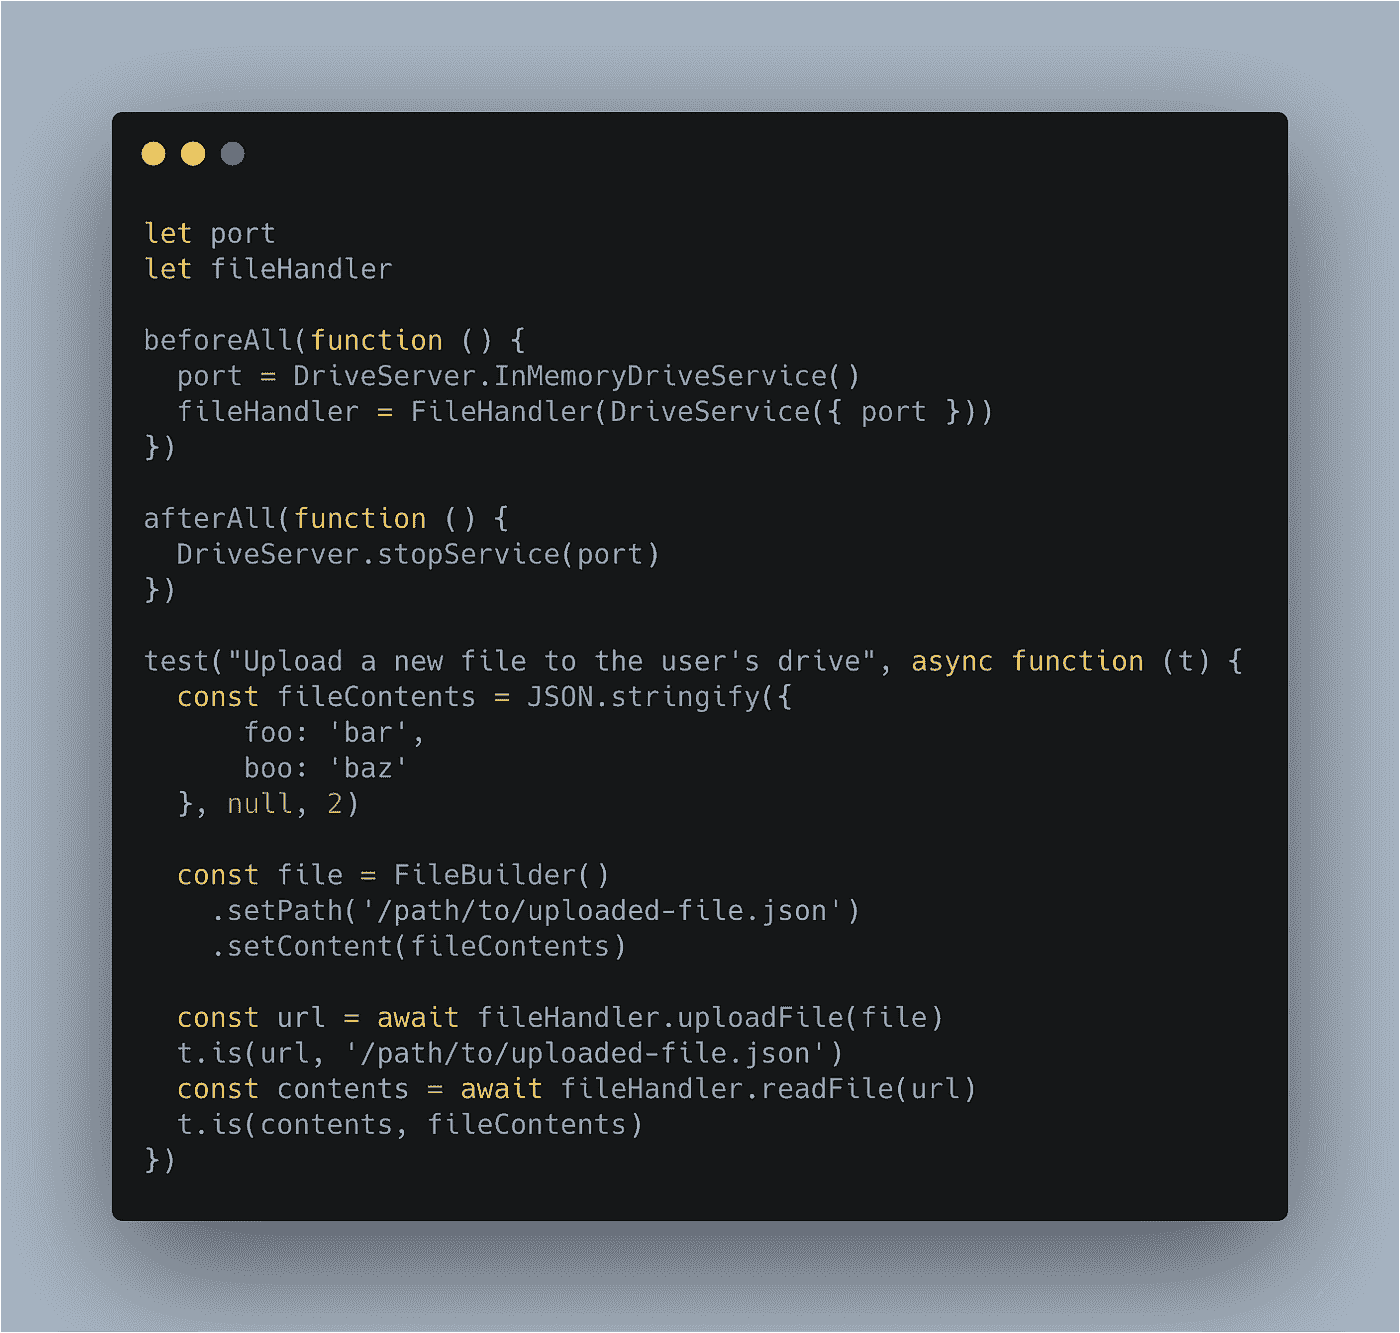 let port
let fileHandler

beforeAll(function () {
  port = DriveServer.InMemoryDriveService()
  fileHandler = FileHandler(DriveService({ port }))
})

afterAll(function () {
  DriveServer.stopService(port)
})

test("Upload a new file to the user's drive", async function (t) {
  const fileContents = JSON.stringify({
      foo: 'bar',
      boo: 'baz'
  }, null, 2)

  const file = FileBuilder()
    .setPath('/path/to/uploaded-file.json')
    .setContent(fileContents)

  const url = await fileHandler.uploadFile(file)
  t.is(url, '/path/to/uploaded-file.json')
  const contents = await fileHandler.readFile(url)
  t.is(contents, fileContents)
})